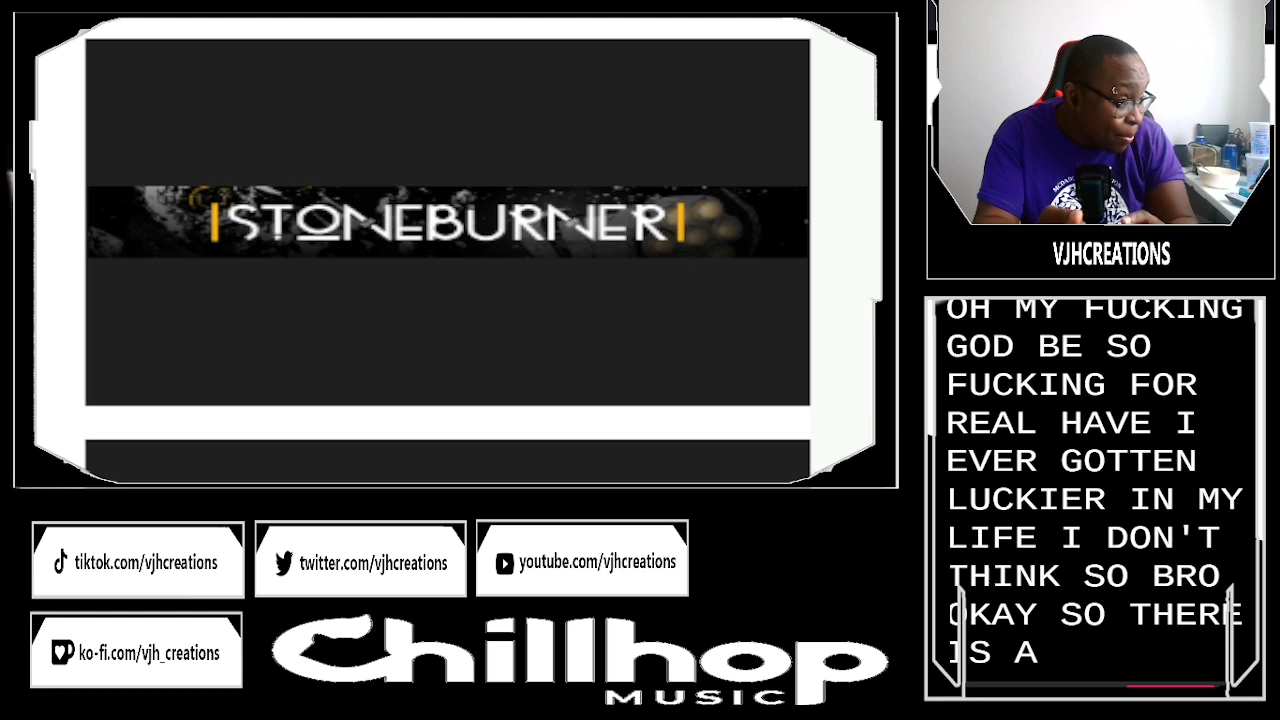 |STONEBURNER|
VJHCREATIONS
OH MY FUCKING
GOD BE SO
FUCKING FOR
REAL HAVE I
EVER GOTTEN
LUCKIER IN MY
LIFE I DON'T
THINK SO BRO
OKAY SO THERE
IS A
tiktok.com/vjhcreations
twitter.com/vjhcreations
youtube.com/vjhcreations
ko-fi.com/vjh_creations
Chillhop
MUSIC